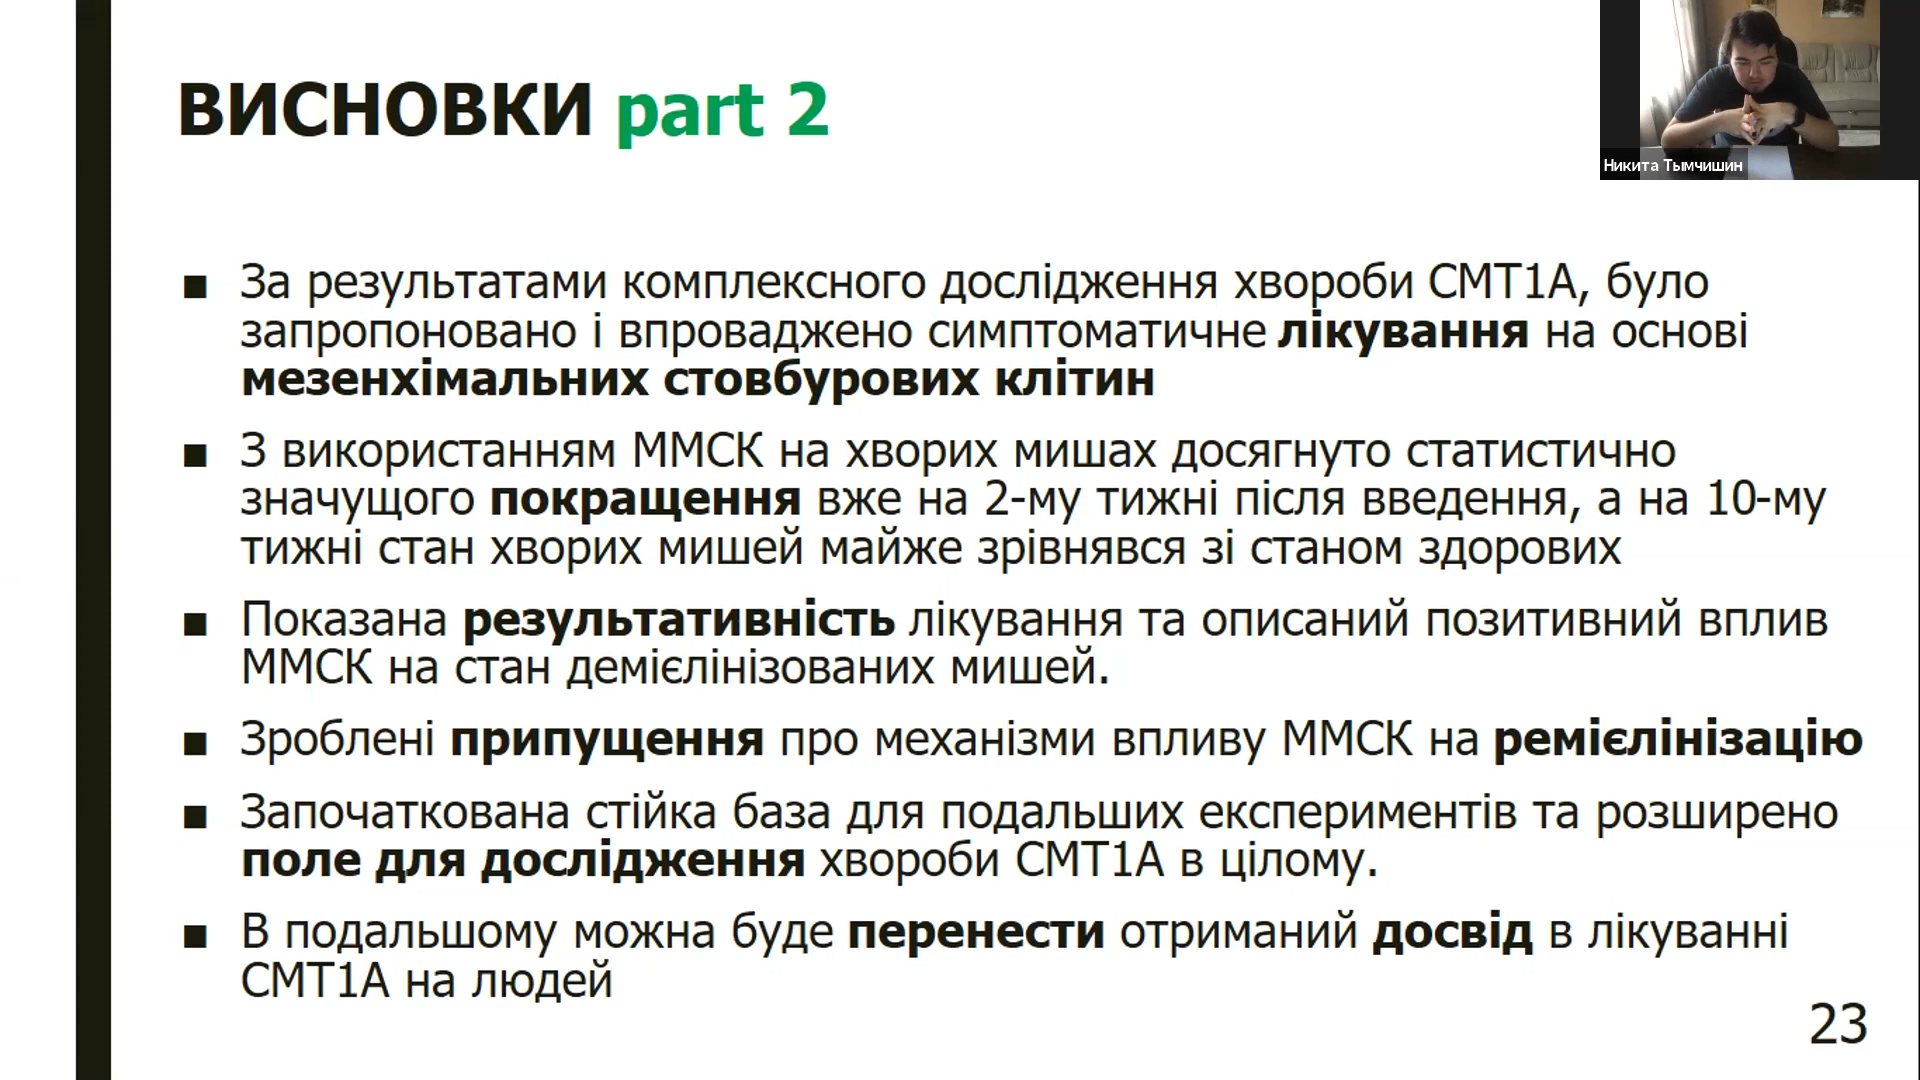 ВИСНОВКИ part 2
Никита Тымчишин
■ За результатами комплексного дослідження хвороби СМТ1А, було
запропоновано і впроваджено симптоматичне лікування на основі
мезенхімальних стовбурових клітин
■ З використанням ММСК на хворих мишах досягнуто статистично
значущого покращення вже на 2-му тижні після введення, а на 10-му
тижні стан хворих мишей майже зрівнявся зі станом здорових
■ Показана результативність лікування та описаний позитивний вплив
ММСК на стан демієлінізованих мишей.
■ Зроблені припущення про механізми впливу ММСК на ремієлінізацію
■ Започаткована стійка база для подальших експериментів та розширено
поле для дослідження хвороби СМТ1А в цілому.
■ В подальшому можна буде перенести отриманий досвід в лікуванні
СМТ1А на людей
23